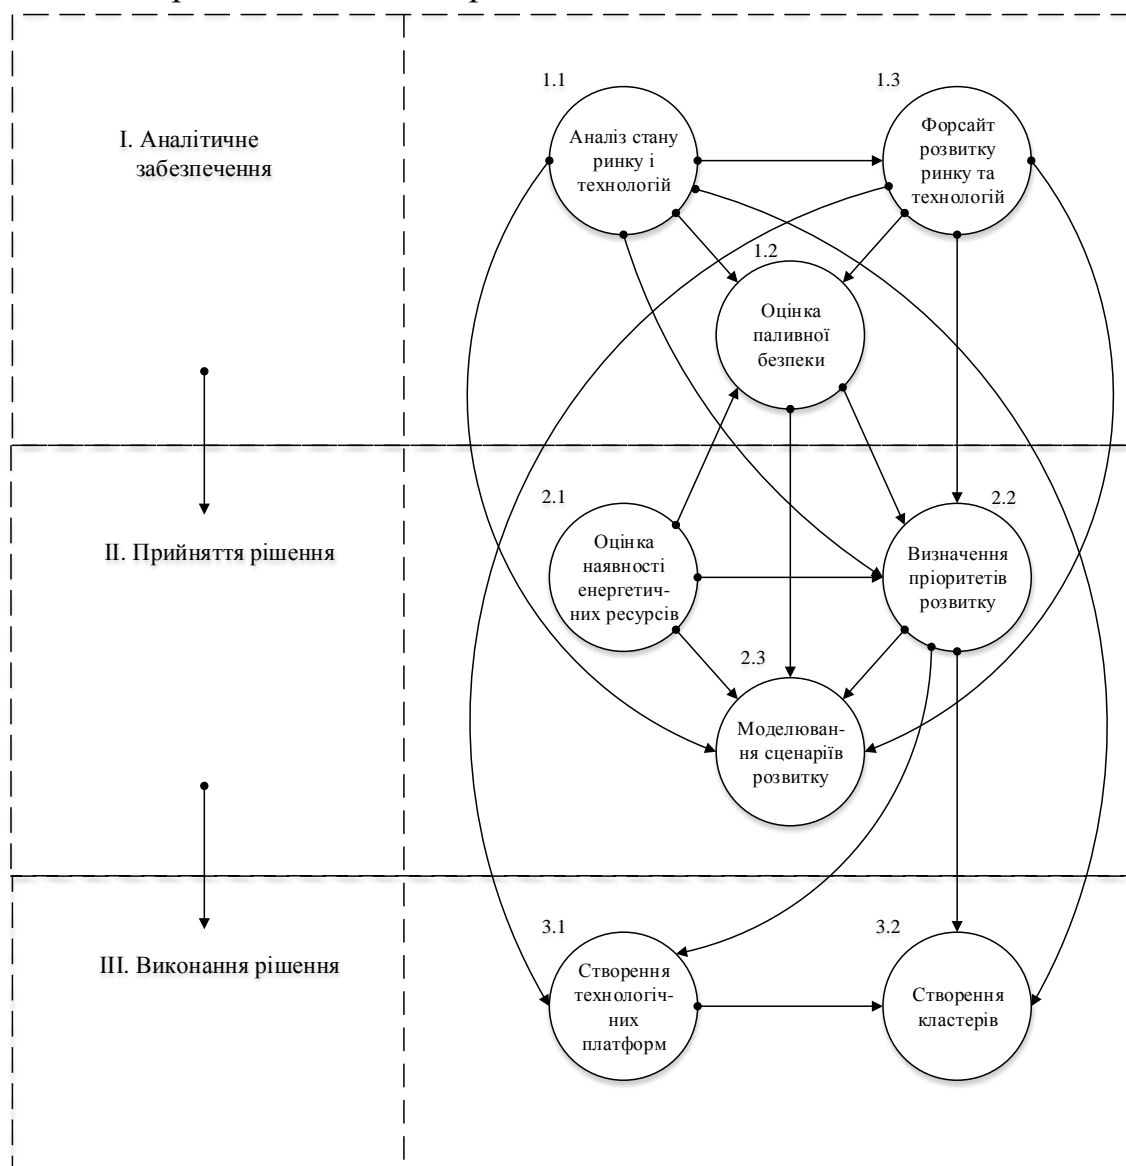 І. Аналітичне
забезпечення
1.1
Аналіз стану
ринку і
технологій
1.3
Форсайт
розвитку
ринку та
технологій
1.2
Оцінка
паливної
безпеки
ІІ. Прийняття рішення
2.1
Оцінка
наявності
енергетич-
них ресурсів
2.2
Визначення
пріоритетів
розвитку
2.3
Моделюван-
ня сценаріїв
розвитку
ІІІ. Виконання рішення
3.1
Створення
технологіч-
них
платформ
3.2
Створення
кластерів